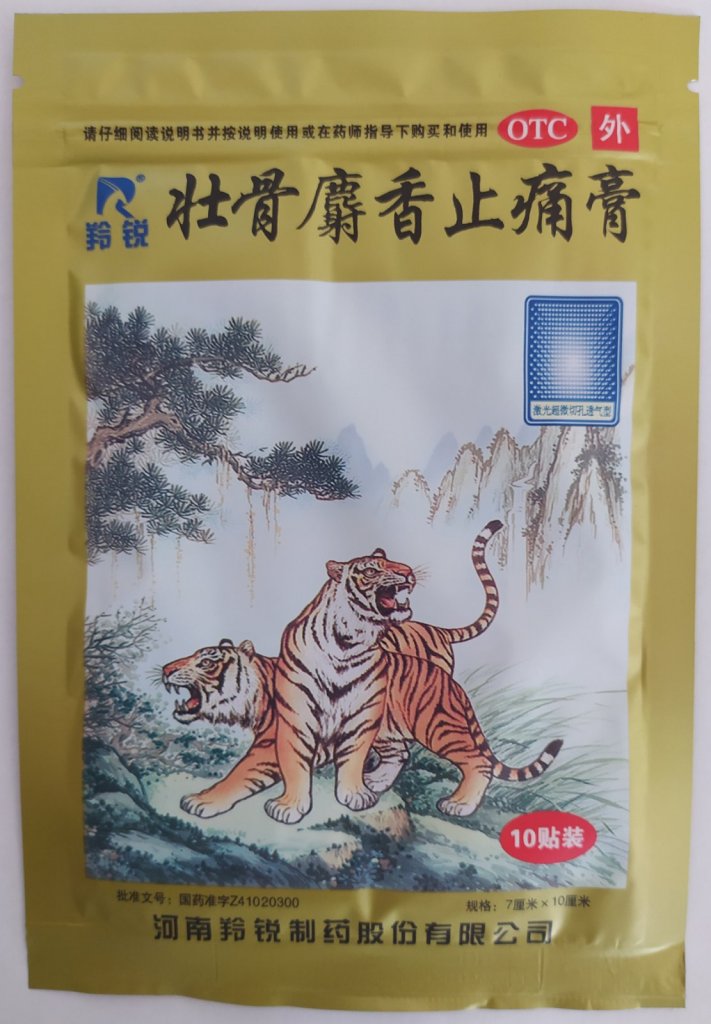 请仔细阅读说明书并按说明使用或在药师指导下购买和使用 OTC 外
羚锐®
壮骨麝香止痛膏
激光超微切孔透气型
10贴装
批准文号：国药准字Z41020300 规格：7厘米×10厘米
河南羚锐制药股份有限公司